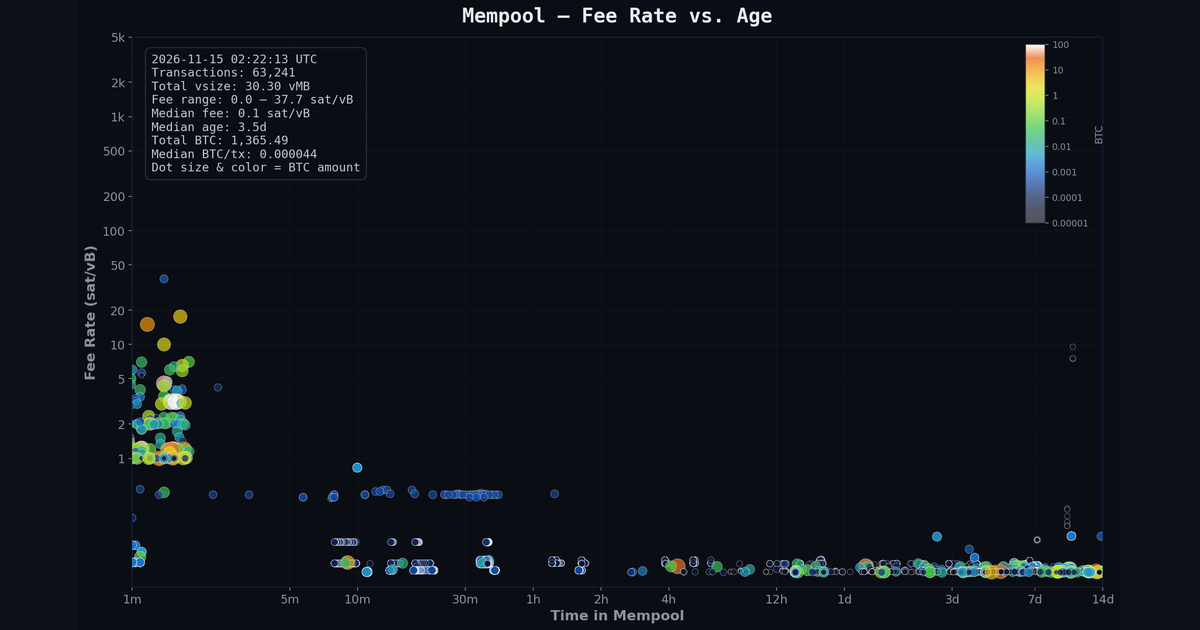 Mempool — Fee Rate vs. Age
2026-11-15 02:22:13 UTC
Transactions: 63,241
Total vsize: 30.30 vMB
Fee range: 0.0 – 37.7 sat/vB
Median fee: 0.1 sat/vB
Median age: 3.5d
Total BTC: 1,365.49
Median BTC/tx: 0.000044
Dot size & color = BTC amount
5k
2k
1k
500
200
100
50
20
10
5
2
1
Fee Rate (sat/vB)
100
10
1
0.1
0.01
0.001
0.0001
0.00001
BTC
1m 5m 10m 30m 1h 2h 4h 12h 1d 3d 7d 14d
Time in Mempool